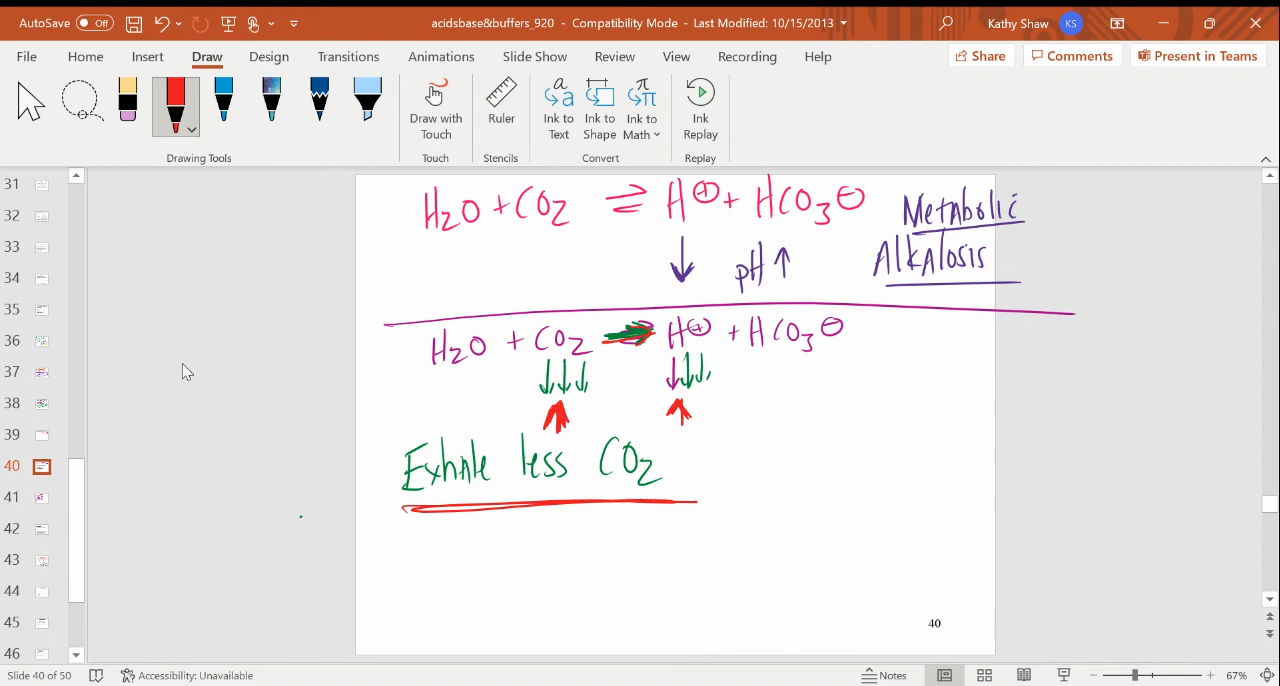 AutoSave Off acidsbase&buffers_920 - Compatibility Mode - Last Modified: 10/15/2013 Kathy Shaw KS
File Home Insert Draw Design Transitions Animations Slide Show Review View Recording Help Share Comments Present in Teams
Draw with Touch
Ruler
Ink to Text
Ink to Shape
Ink to Math
Ink Replay
Drawing Tools Touch Stencils Convert Replay
31
32
33
34
35
36
37
38
39
40
41
42
43
44
45
46
H2O + CO2 ⇌ H⊕ + HCO3⊖
Metabolic
Alkalosis
↓ pH ↑
H2O + CO2 ⇌ H⊕ + HCO3⊖
↓↓↓ ↓↓↓
↑ ↑
Exhale less CO2
40
Slide 40 of 50 Accessibility: Unavailable Notes 67%